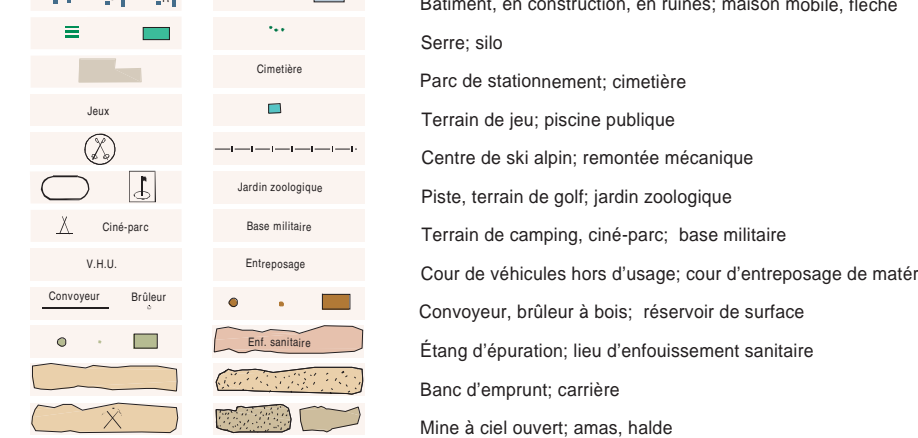 Bâtiment, en construction, en ruines; maison mobile, flèche
Serre; silo
Cimetière Parc de stationnement; cimetière
Jeux Terrain de jeu; piscine publique
Centre de ski alpin; remontée mécanique
Jardin zoologique Piste, terrain de golf; jardin zoologique
Ciné-parc Base militaire Terrain de camping, ciné-parc; base militaire
V.H.U. Entreposage Cour de véhicules hors d'usage; cour d'entreposage de matér
Convoyeur Brûleur Convoyeur, brûleur à bois; réservoir de surface
Enf. sanitaire Étang d'épuration; lieu d'enfouissement sanitaire
Banc d'emprunt; carrière
Mine à ciel ouvert; amas, halde